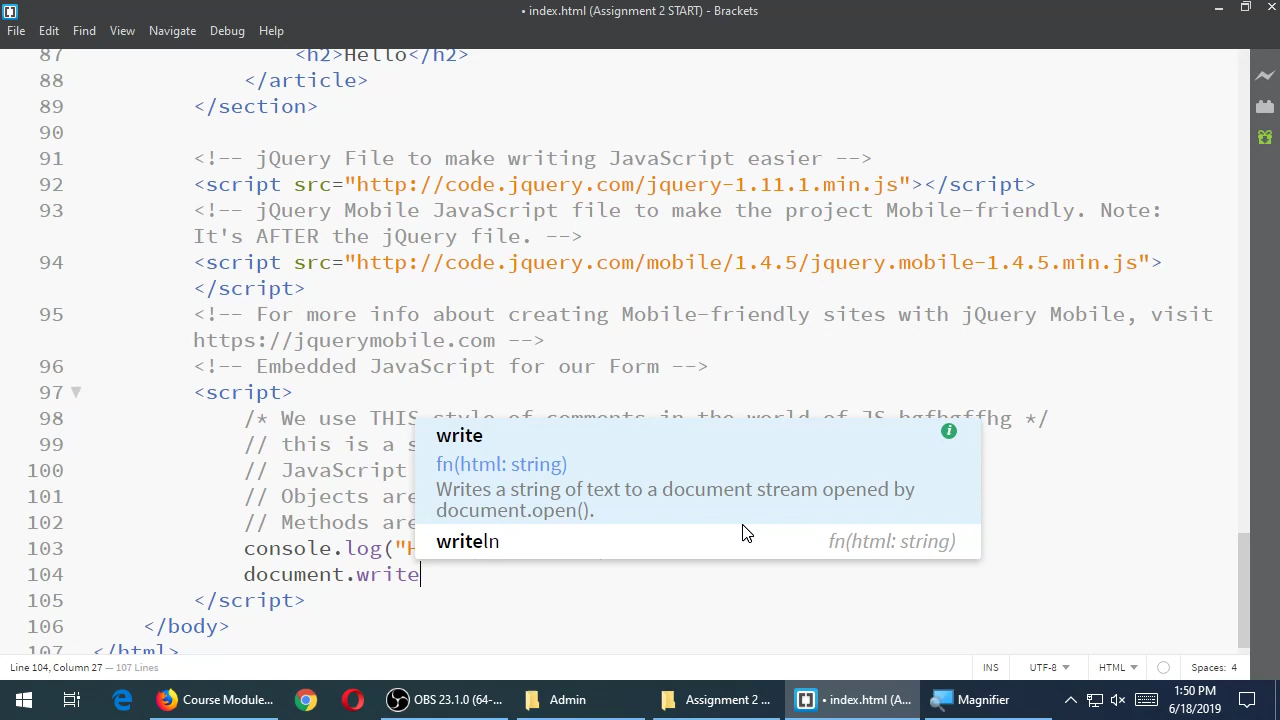 • index.html (Assignment 2 START) - Brackets
File Edit Find View Navigate Debug Help
87 <h2>Hello</h2>
88 </article>
89 </section>
90
91 <!-- jQuery File to make writing JavaScript easier -->
92 <script src="http://code.jquery.com/jquery-1.11.1.min.js"></script>
93 <!-- jQuery Mobile JavaScript file to make the project Mobile-friendly. Note:
It's AFTER the jQuery file. -->
94 <script src="http://code.jquery.com/mobile/1.4.5/jquery.mobile-1.4.5.min.js">
</script>
95 <!-- For more info about creating Mobile-friendly sites with jQuery Mobile, visit
https://jquerymobile.com -->
96 <!-- Embedded JavaScript for our Form -->
97 <script>
98 /* We use THIS style of comments in the world of JS hgfhgffhg */
99 // this is a s
100 // JavaScript
101 // Objects are
102 // Methods are
103 console.log("H
104 document.write
105 </script>
106 </body>
107 </html>
write
fn(html: string)
Writes a string of text to a document stream opened by
document.open().
writeln fn(html: string)
Line 104, Column 27 — 107 Lines INS UTF-8 HTML Spaces: 4
Course Module... OBS 23.1.0 (64-... Admin Assignment 2 ... • index.html (A... Magnifier
1:50 PM
6/18/2019